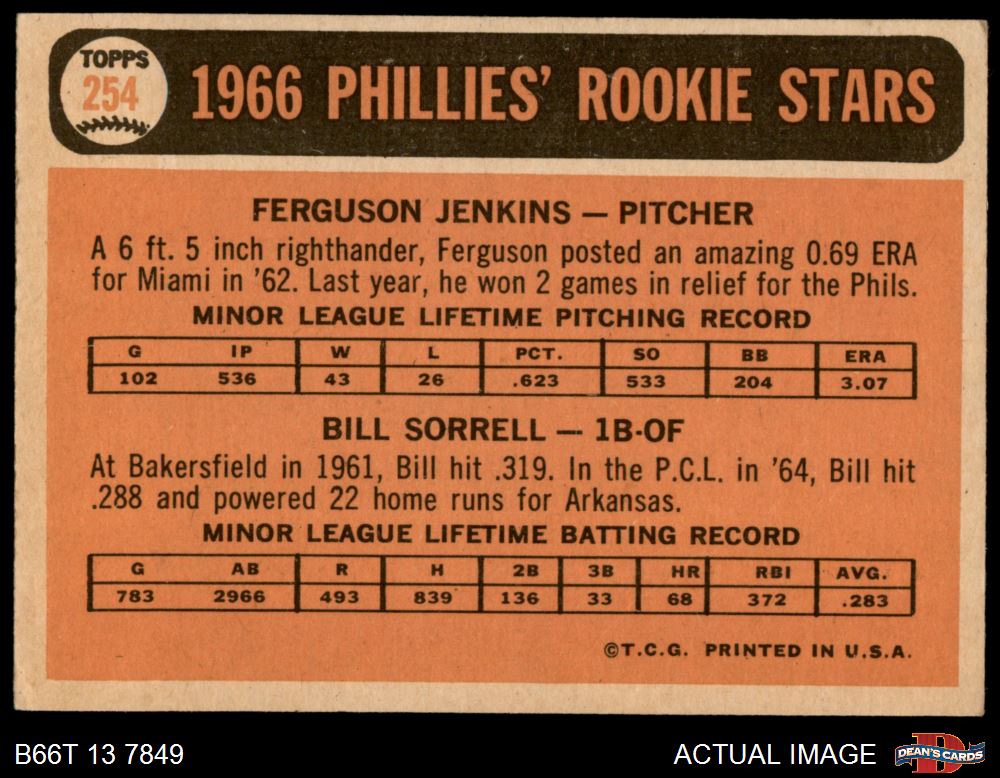 TOPPS
254
1966 PHILLIES' ROOKIE STARS
FERGUSON JENKINS — PITCHER
A 6 ft. 5 inch righthander, Ferguson posted an amazing 0.69 ERA
for Miami in '62. Last year, he won 2 games in relief for the Phils.
MINOR LEAGUE LIFETIME PITCHING RECORD
G IP W L PCT. SO BB ERA
102 536 43 26 .623 533 204 3.07
BILL SORRELL — 1B-OF
At Bakersfield in 1961, Bill hit .319. In the P.C.L. in '64, Bill hit
.288 and powered 22 home runs for Arkansas.
MINOR LEAGUE LIFETIME BATTING RECORD
G AB R H 2B 3B HR RBI AVG.
783 2966 493 839 136 33 68 372 .283
©T.C.G. PRINTED IN U.S.A.
B66T 13 7849
ACTUAL IMAGE
DEAN'S CARDS